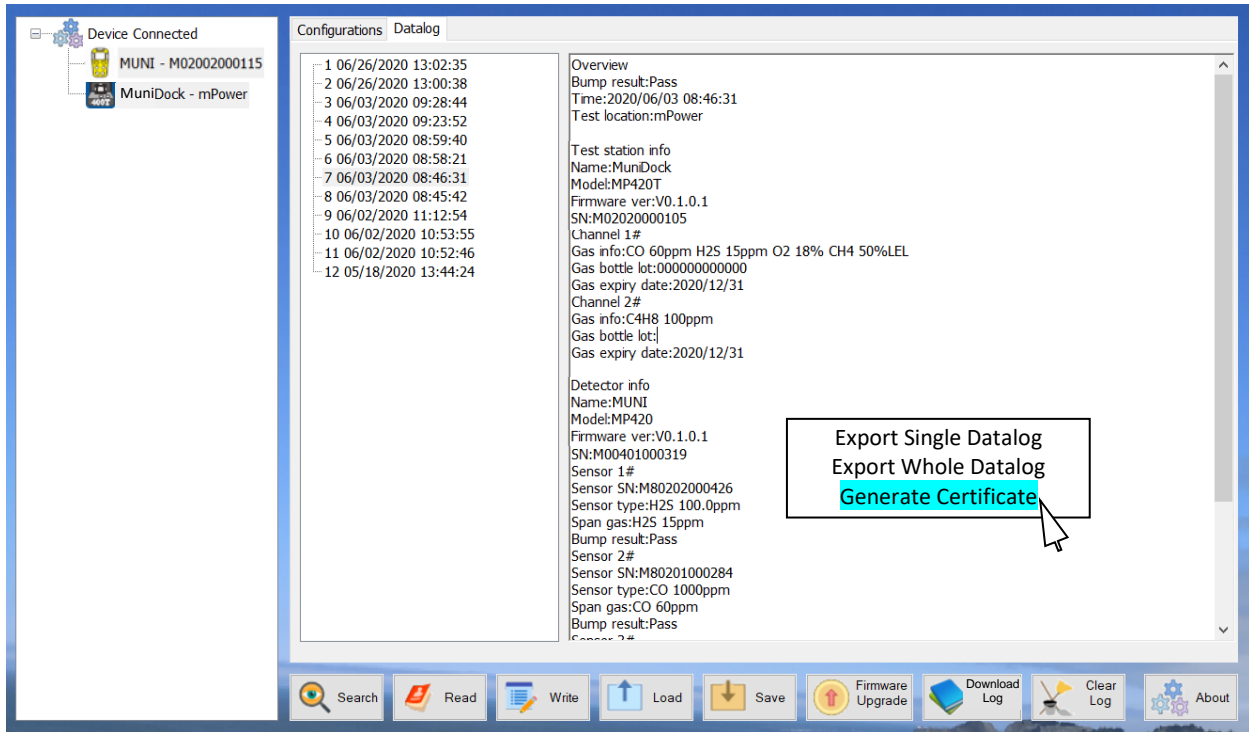 Device Connected
MUNI - M02002000115
MuniDock - mPower
400T
Configurations
Datalog
1 06/26/2020 13:02:35
2 06/26/2020 13:00:38
3 06/03/2020 09:28:44
4 06/03/2020 09:23:52
5 06/03/2020 08:59:40
6 06/03/2020 08:58:21
7 06/03/2020 08:46:31
8 06/03/2020 08:45:42
9 06/02/2020 11:12:54
10 06/02/2020 10:53:55
11 06/02/2020 10:52:46
12 05/18/2020 13:44:24
Overview
Bump result:Pass
Time:2020/06/03 08:46:31
Test location:mPower
Test station info
Name:MuniDock
Model:MP420T
Firmware ver:V0.1.0.1
SN:M02020000105
Channel 1#
Gas info:CO 60ppm H2S 15ppm O2 18% CH4 50%LEL
Gas bottle lot:000000000000
Gas expiry date:2020/12/31
Channel 2#
Gas info:C4H8 100ppm
Gas bottle lot:
Gas expiry date:2020/12/31
Detector info
Name:MUNI
Model:MP420
Firmware ver:V0.1.0.1
SN:M00401000319
Sensor 1#
Sensor SN:M80202000426
Sensor type:H2S 100.0ppm
Span gas:H2S 15ppm
Bump result:Pass
Sensor 2#
Sensor SN:M80201000284
Sensor type:CO 1000ppm
Span gas:CO 60ppm
Bump result:Pass
Sensor 3#
Export Single Datalog
Export Whole Datalog
Generate Certificate
Search
Read
Write
Load
Save
Firmware
Upgrade
Download
Log
Clear
Log
About